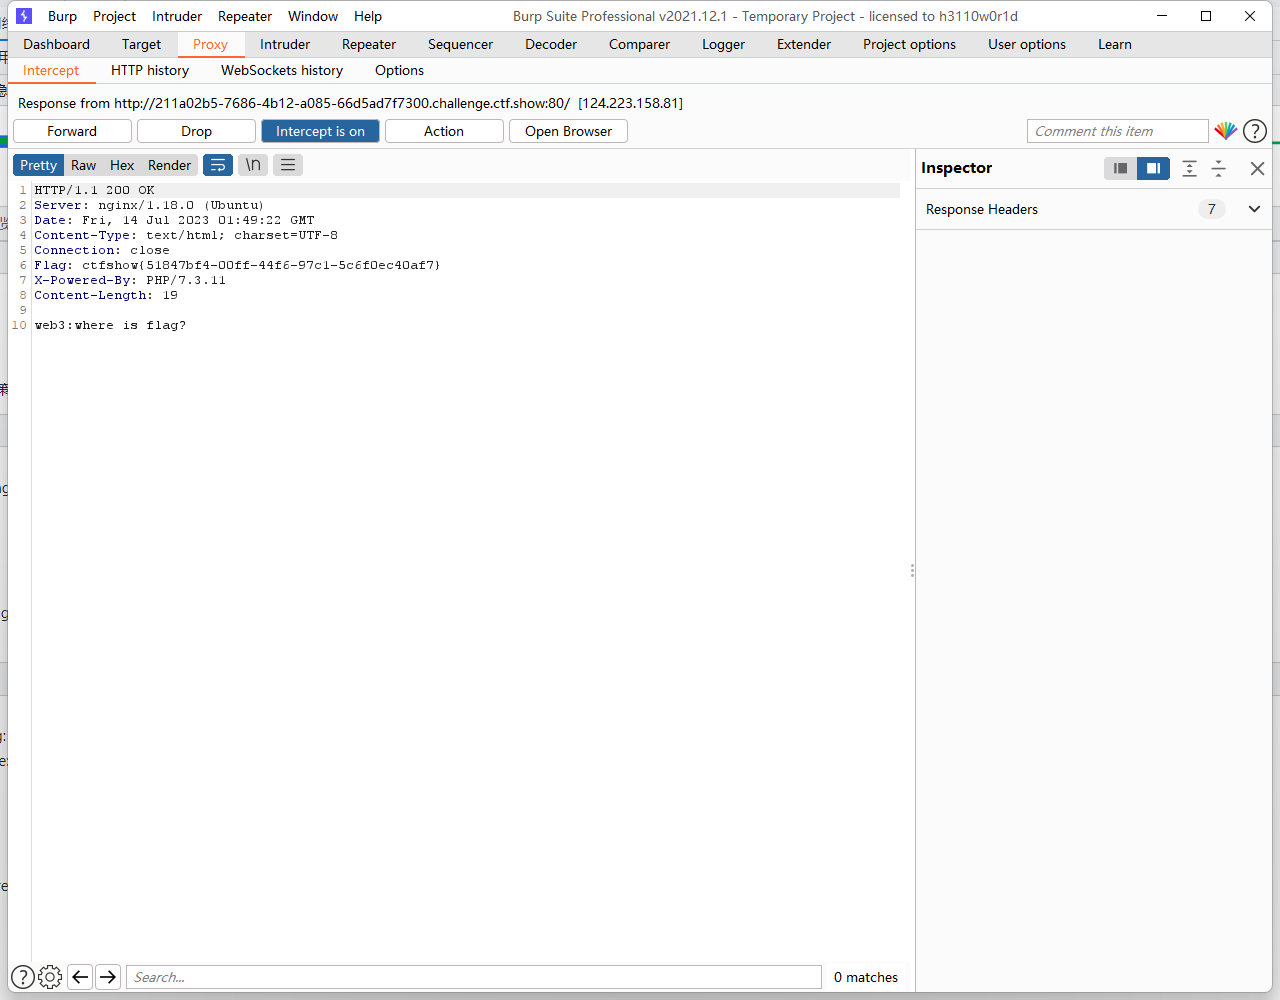 Burp Project Intruder Repeater Window Help Burp Suite Professional v2021.12.1 - Temporary Project - licensed to h3110w0r1d
Dashboard Target Proxy Intruder Repeater Sequencer Decoder Comparer Logger Extender Project options User options Learn
Intercept HTTP history WebSockets history Options
Response from http://211a02b5-7686-4b12-a085-66d5ad7f7300.challenge.ctf.show:80/ [124.223.158.81]
Forward Drop Intercept is on Action Open Browser Comment this item ?
Pretty Raw Hex Render \n Inspector
1 HTTP/1.1 200 OK
2 Server: nginx/1.18.0 (Ubuntu)
Response Headers 7
3 Date: Fri, 14 Jul 2023 01:49:22 GMT
4 Content-Type: text/html; charset=UTF-8
5 Connection: close
6 Flag: ctfshow{51847bf4-00ff-44f6-97c1-5c6f0ec40af7}
7 X-Powered-By: PHP/7.3.11
8 Content-Length: 19
9
10 web3:where is flag?
? Search... 0 matches